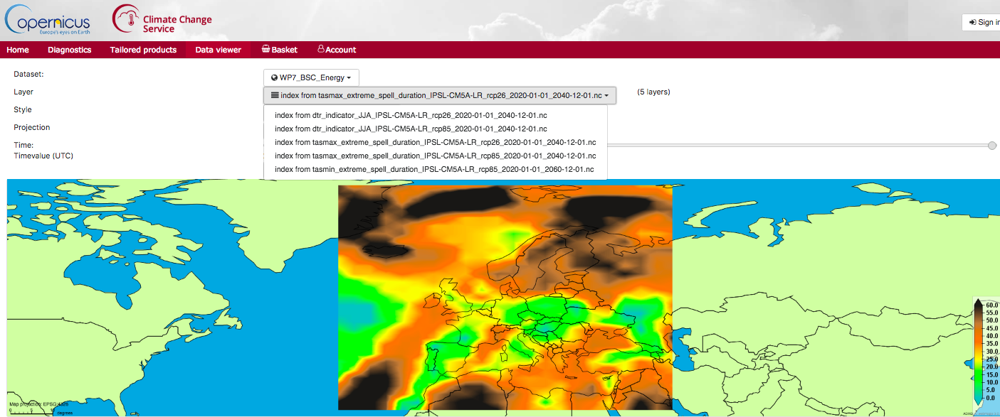 opernicus
Europe's eyes on Earth
Climate Change
Service
Sign in
Home Diagnostics Tailored products Data viewer Basket Account
Dataset: WP7_BSC_Energy
Layer index from tasmax_extreme_spell_duration_IPSL-CM5A-LR_rcp26_2020-01-01_2040-12-01.nc (5 layers)
Style
index from dtr_indicator_JJA_IPSL-CM5A-LR_rcp26_2020-01-01_2040-12-01.nc
Projection
index from dtr_indicator_JJA_IPSL-CM5A-LR_rcp85_2020-01-01_2040-12-01.nc
Time:
index from tasmax_extreme_spell_duration_IPSL-CM5A-LR_rcp26_2020-01-01_2040-12-01.nc
Timevalue (UTC)
index from tasmax_extreme_spell_duration_IPSL-CM5A-LR_rcp85_2020-01-01_2040-12-01.nc
index from tasmin_extreme_spell_duration_IPSL-CM5A-LR_rcp85_2020-01-01_2060-12-01.nc
60.0
55.0
50.0
45.0
40.0
35.0
30.0
25.0
20.0
15.0
10.0
5.0
0.0
Map projection: EPSG:4326
0 5 10
degrees